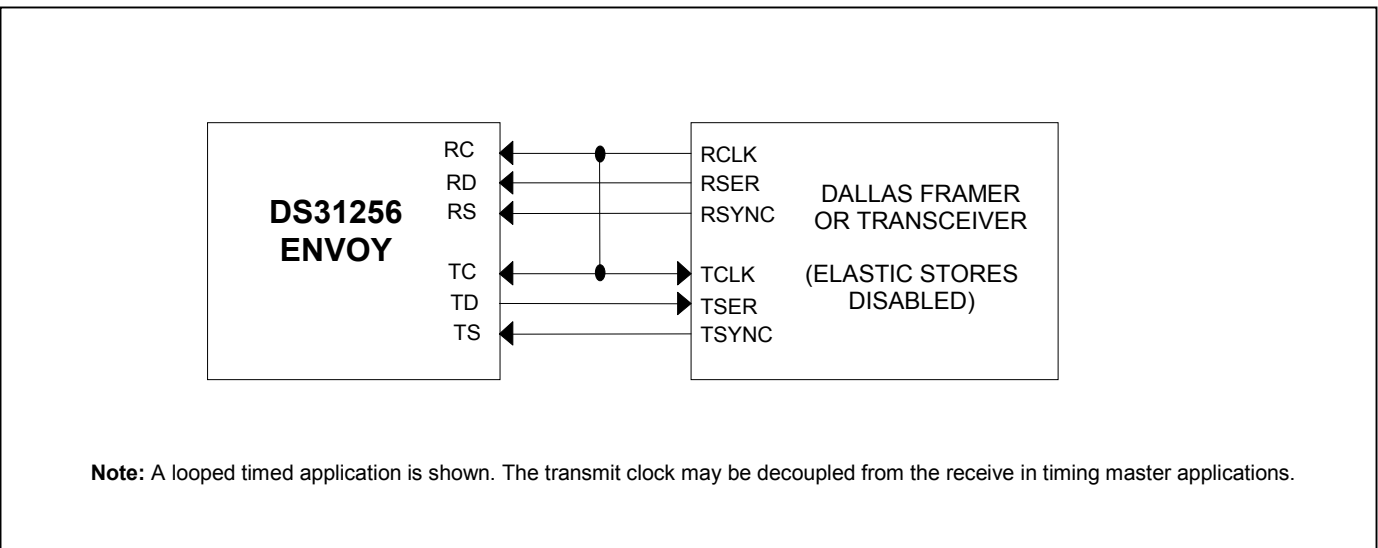 DS31256
ENVOY
RC
RD
RS
TC
TD
TS
RCLK
RSER
RSYNC
TCLK
TSER
TSYNC
DALLAS FRAMER
OR TRANSCEIVER
(ELASTIC STORES
DISABLED)
Note: A looped timed application is shown. The transmit clock may be decoupled from the receive in timing master applications.